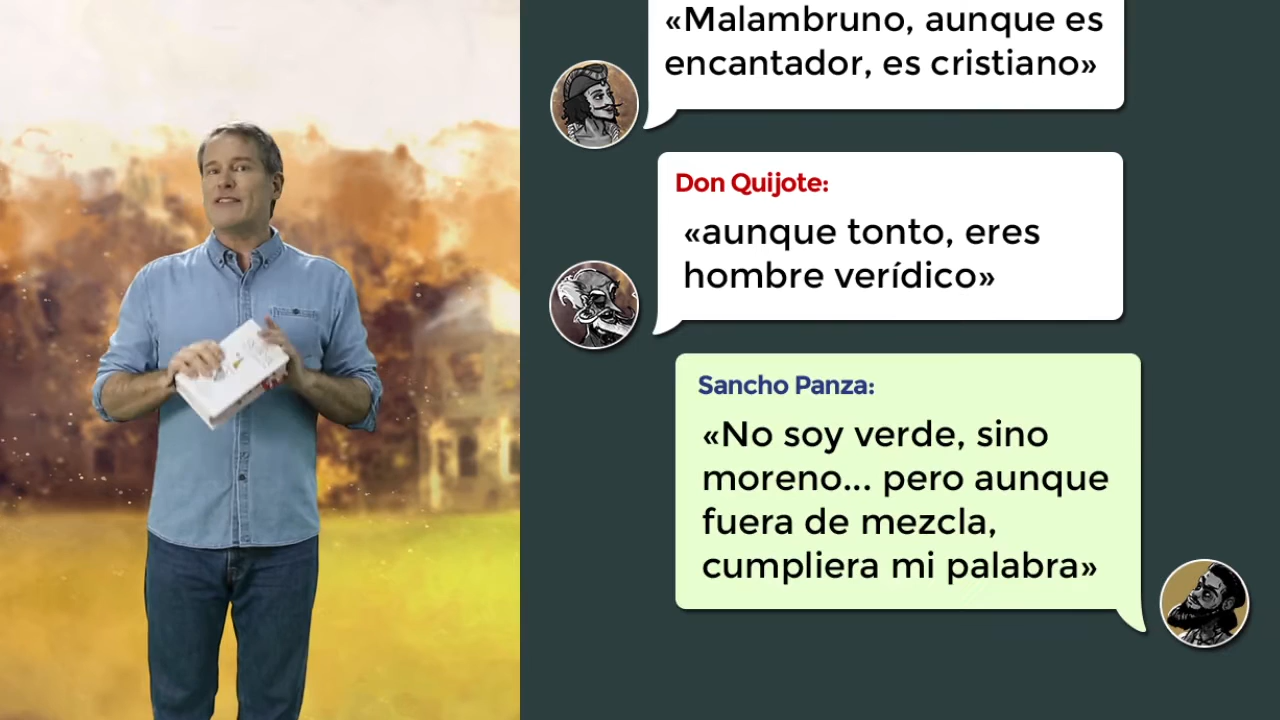 «Malambruno, aunque es
encantador, es cristiano»
Don Quijote:
«aunque tonto, eres
hombre verídico»
Sancho Panza:
«No soy verde, sino
moreno... pero aunque
fuera de mezcla,
cumpliera mi palabra»